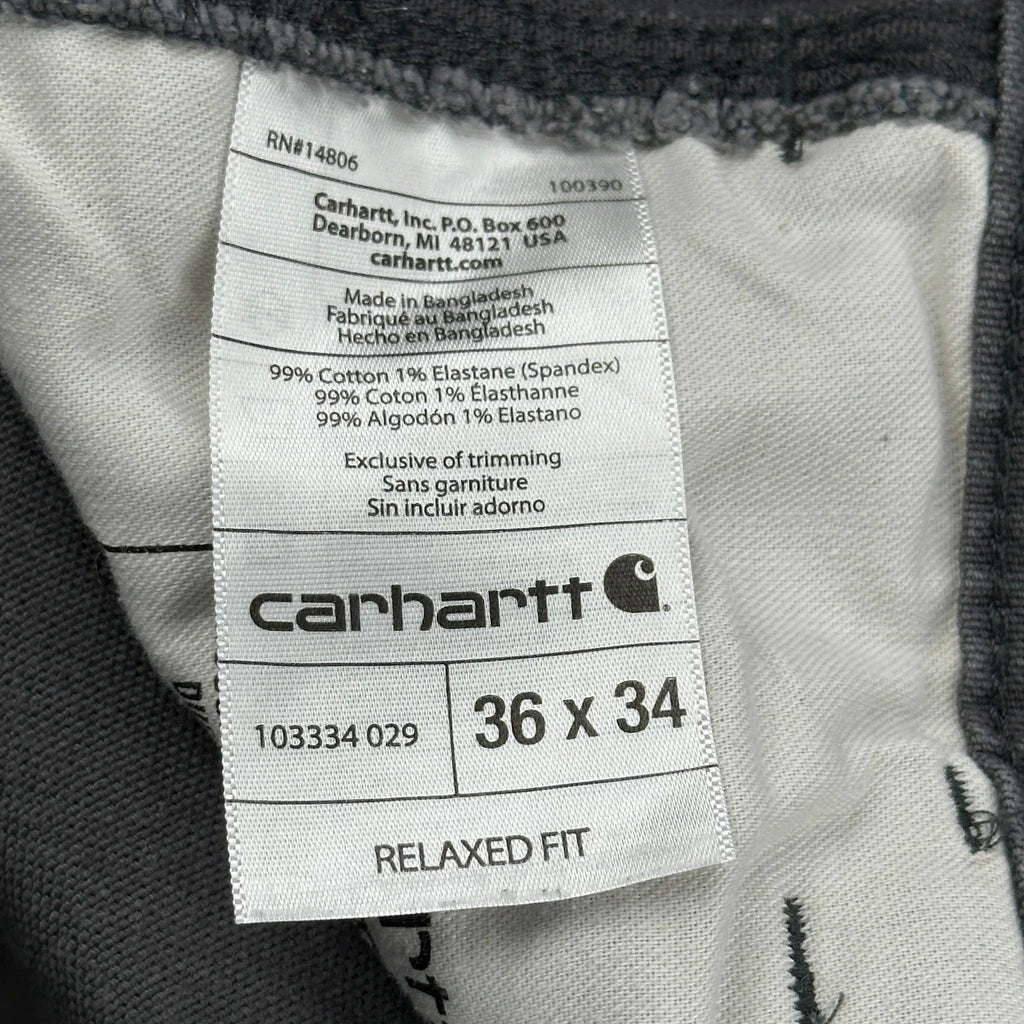 RN#14806
100390
Carhartt, Inc. P.O. Box 600
Dearborn, MI 48121 USA
carhartt.com
Made in Bangladesh
Fabriqué au Bangladesh
Hecho en Bangladesh
99% Cotton 1% Elastane (Spandex)
99% Coton 1% Élasthanne
99% Algodón 1% Elastano
Exclusive of trimming
Sans garniture
Sin incluir adorno
carhartt
103334 029
36 x 34
RELAXED FIT